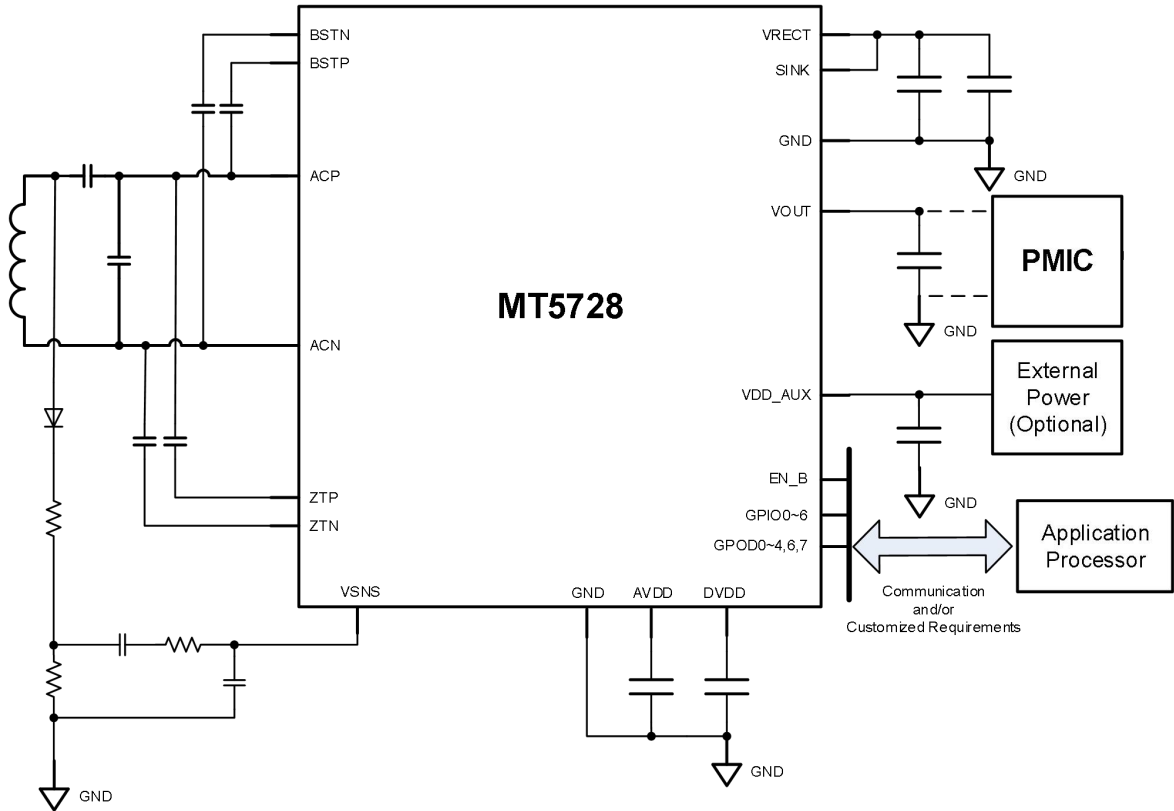 BSTN
BSTP
ACP
ACN
ZTP
ZTN
VSNS
MT5728
GND
AVDD
DVDD
VRECT
SINK
GND
VOUT
VDD_AUX
EN_B
GPIO0~6
GPOD0~4,6,7
GND
PMIC
GND
External
Power
(Optional)
GND
Application
Processor
Communication
and/or
Customized Requirements
GND
GND